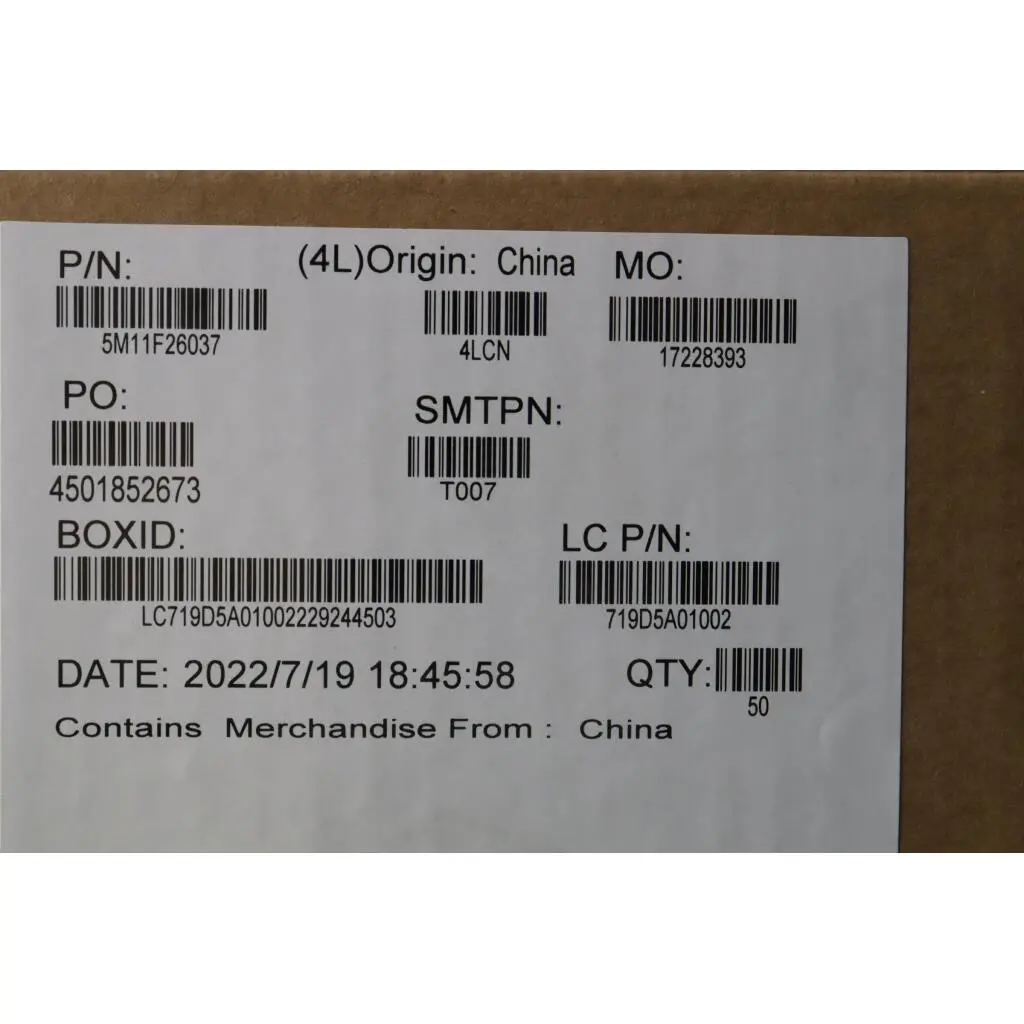 P/N: (4L)Origin: China MO:
5M11F26037 4LCN 17228393
PO: SMTPN:
4501852673 T007
BOXID: LC P/N:
LC719D5A01002229244503 719D5A01002
DATE: 2022/7/19 18:45:58 QTY:
50
Contains Merchandise From : China